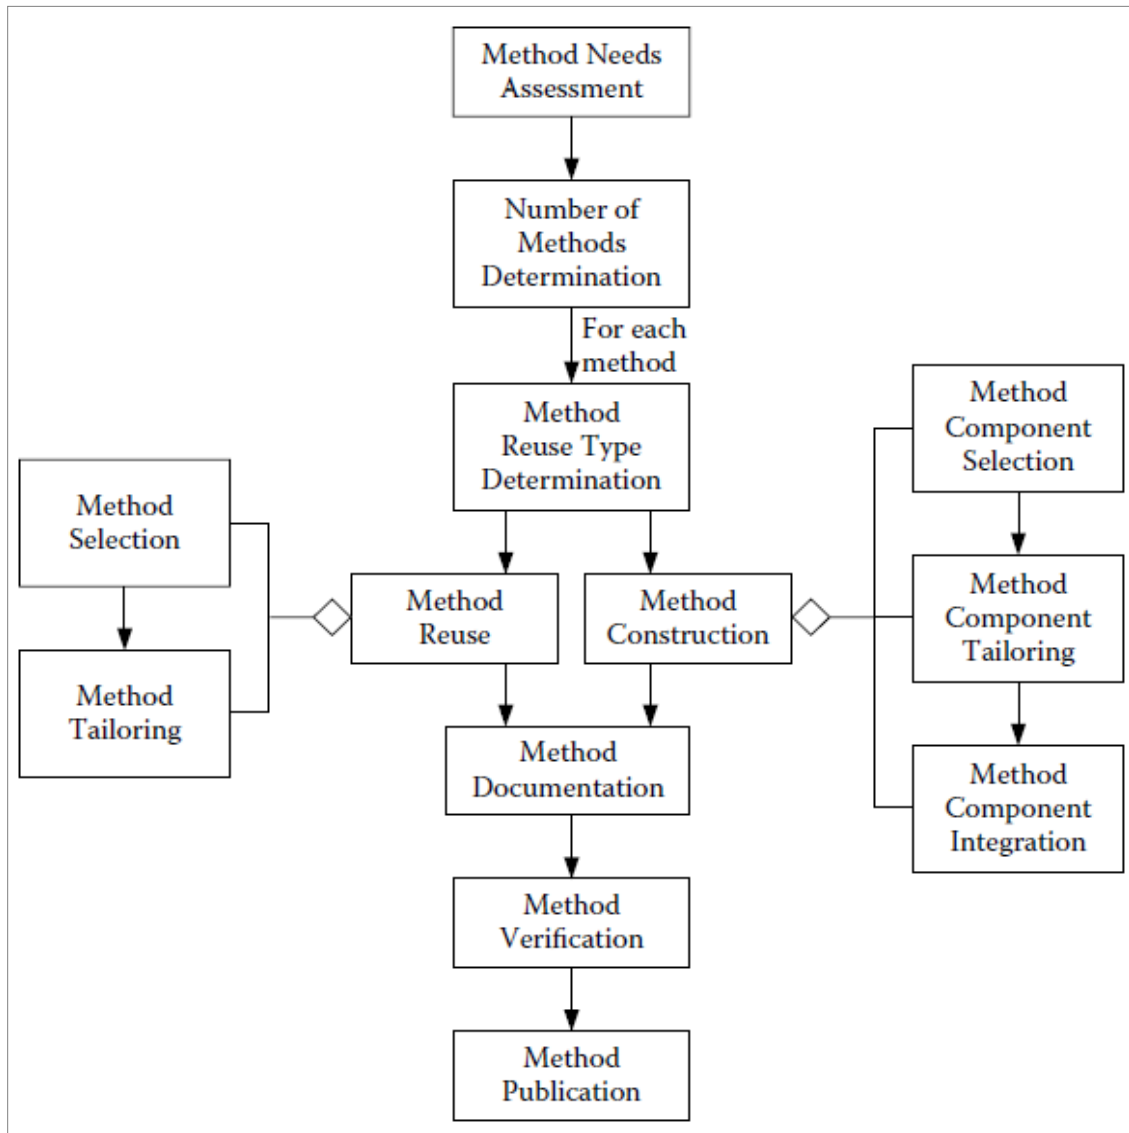 Method Needs
Assessment
Number of
Methods
Determination
For each
method
Method
Reuse Type
Determination
Method
Selection
Method
Tailoring
Method
Reuse
Method
Construction
Method
Component
Selection
Method
Component
Tailoring
Method
Component
Integration
Method
Documentation
Method
Verification
Method
Publication